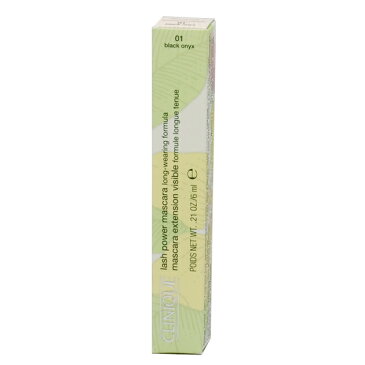 01
black onyx
lash power mascara long-wearing formula
mascara extension visible formule longue tenue
POIDS NET WT. .21 OZ./6 ml e
CLINIQUE